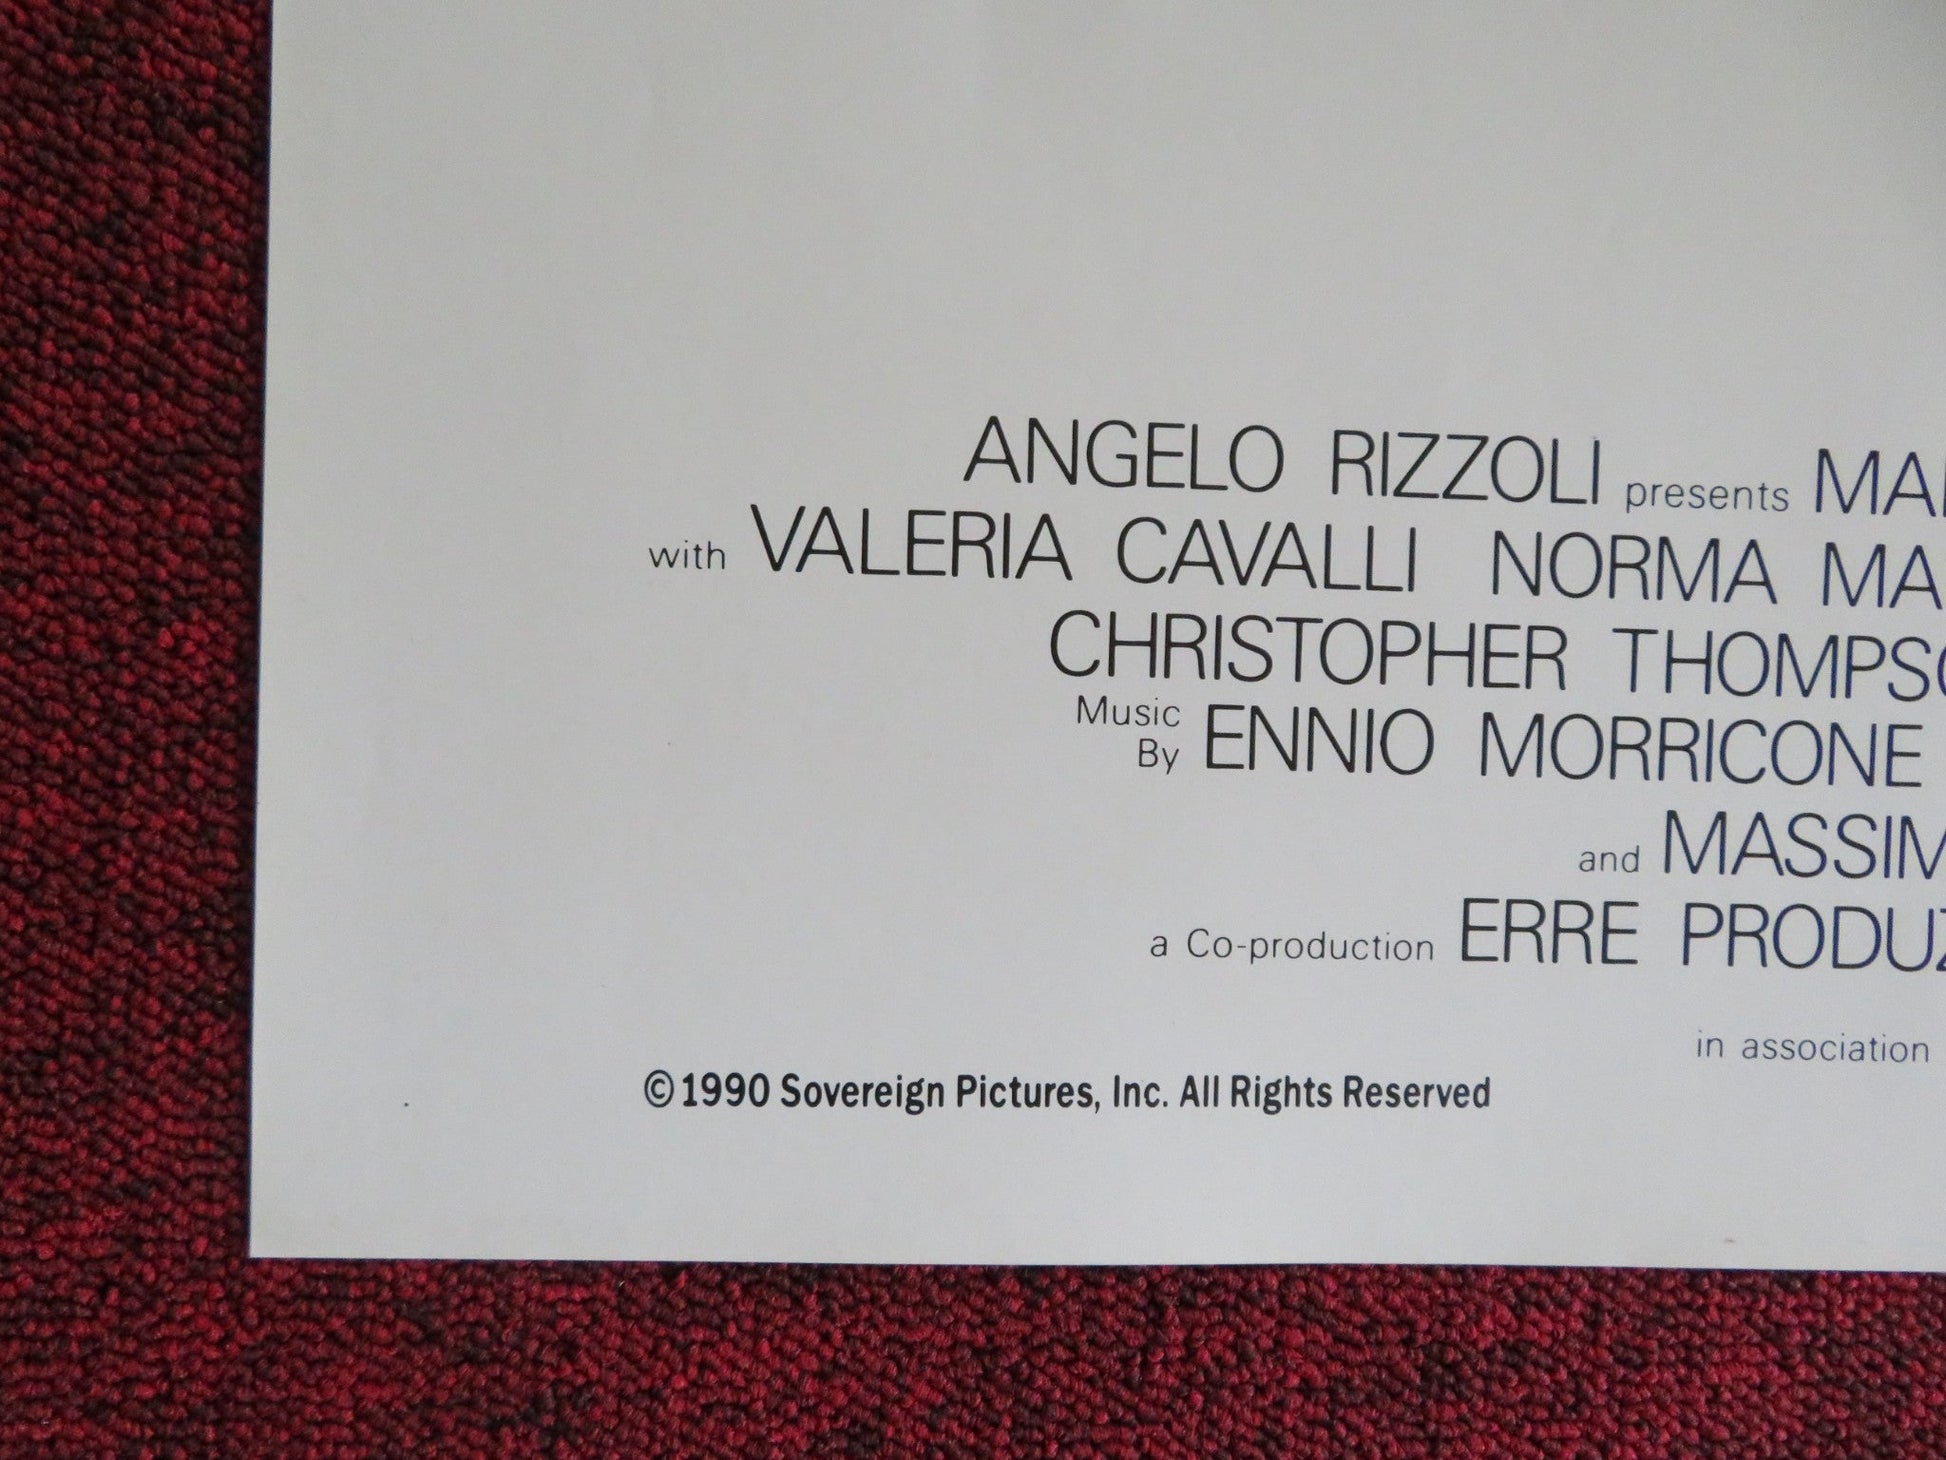 ANGELO RIZZOLI presents
with VALERIA CAVALLI NORMA
CHRISTOPHER
Music By ENNIO MORRICONE
and
a Co-production ERRE
in association
©1990 Sovereign Pictures, Inc. All Rights Reserved